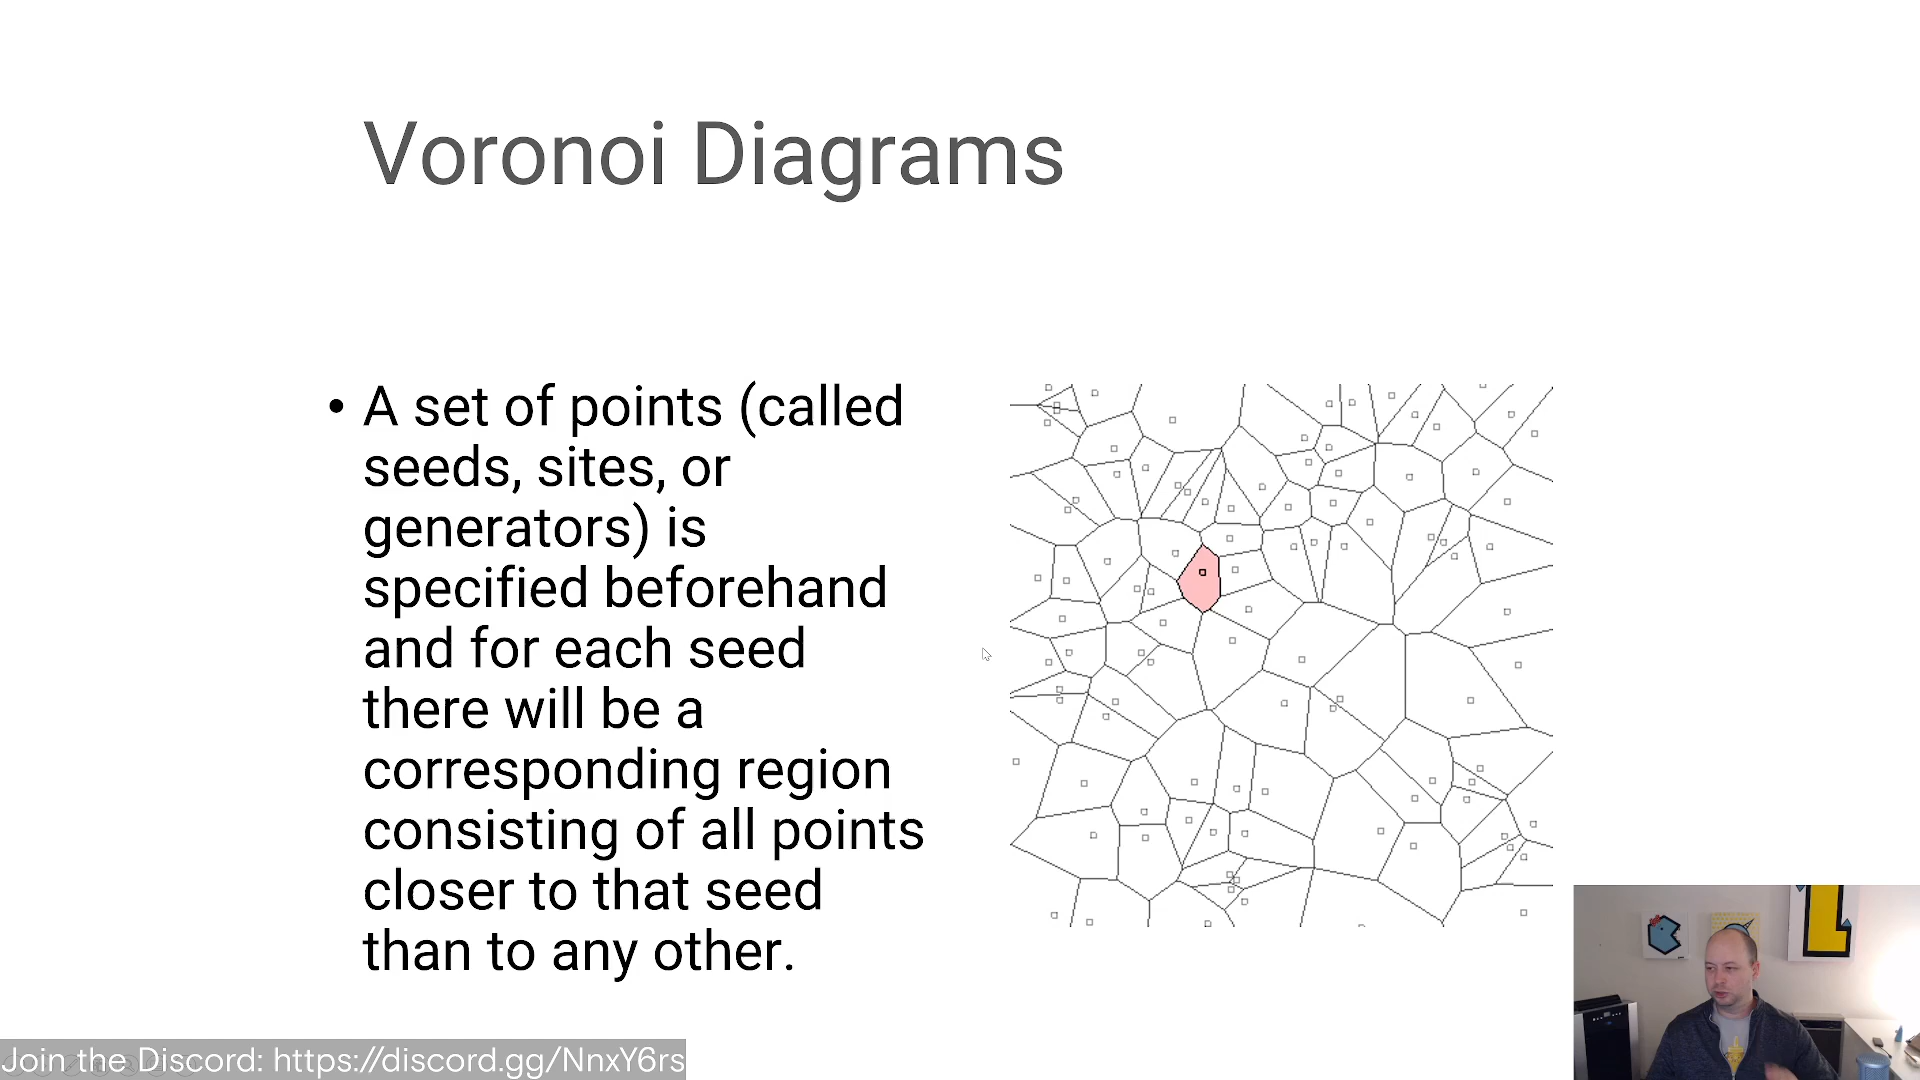 Voronoi Diagrams
• A set of points (called
seeds, sites, or
generators) is
specified beforehand
and for each seed
there will be a
corresponding region
consisting of all points
closer to that seed
than to any other.
Join the Discord: https://discord.gg/NnxY6rs